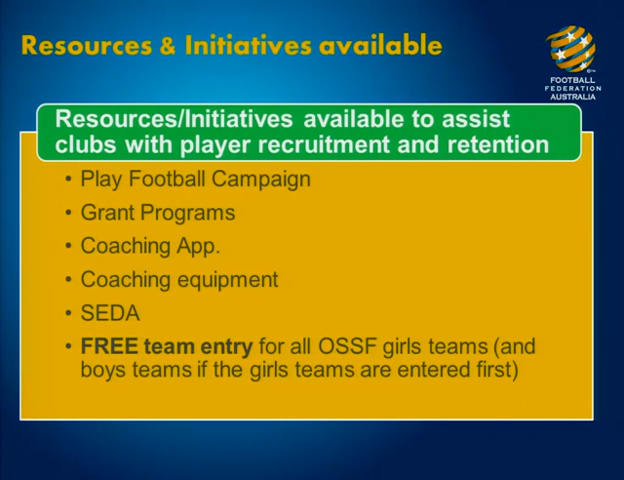 Resources & Initiatives available
FOOTBALL
FEDERATION
AUSTRALIA
Resources/Initiatives available to assist
clubs with player recruitment and retention
• Play Football Campaign
• Grant Programs
• Coaching App.
• Coaching equipment
• SEDA
• FREE team entry for all OSSF girls teams (and
boys teams if the girls teams are entered first)